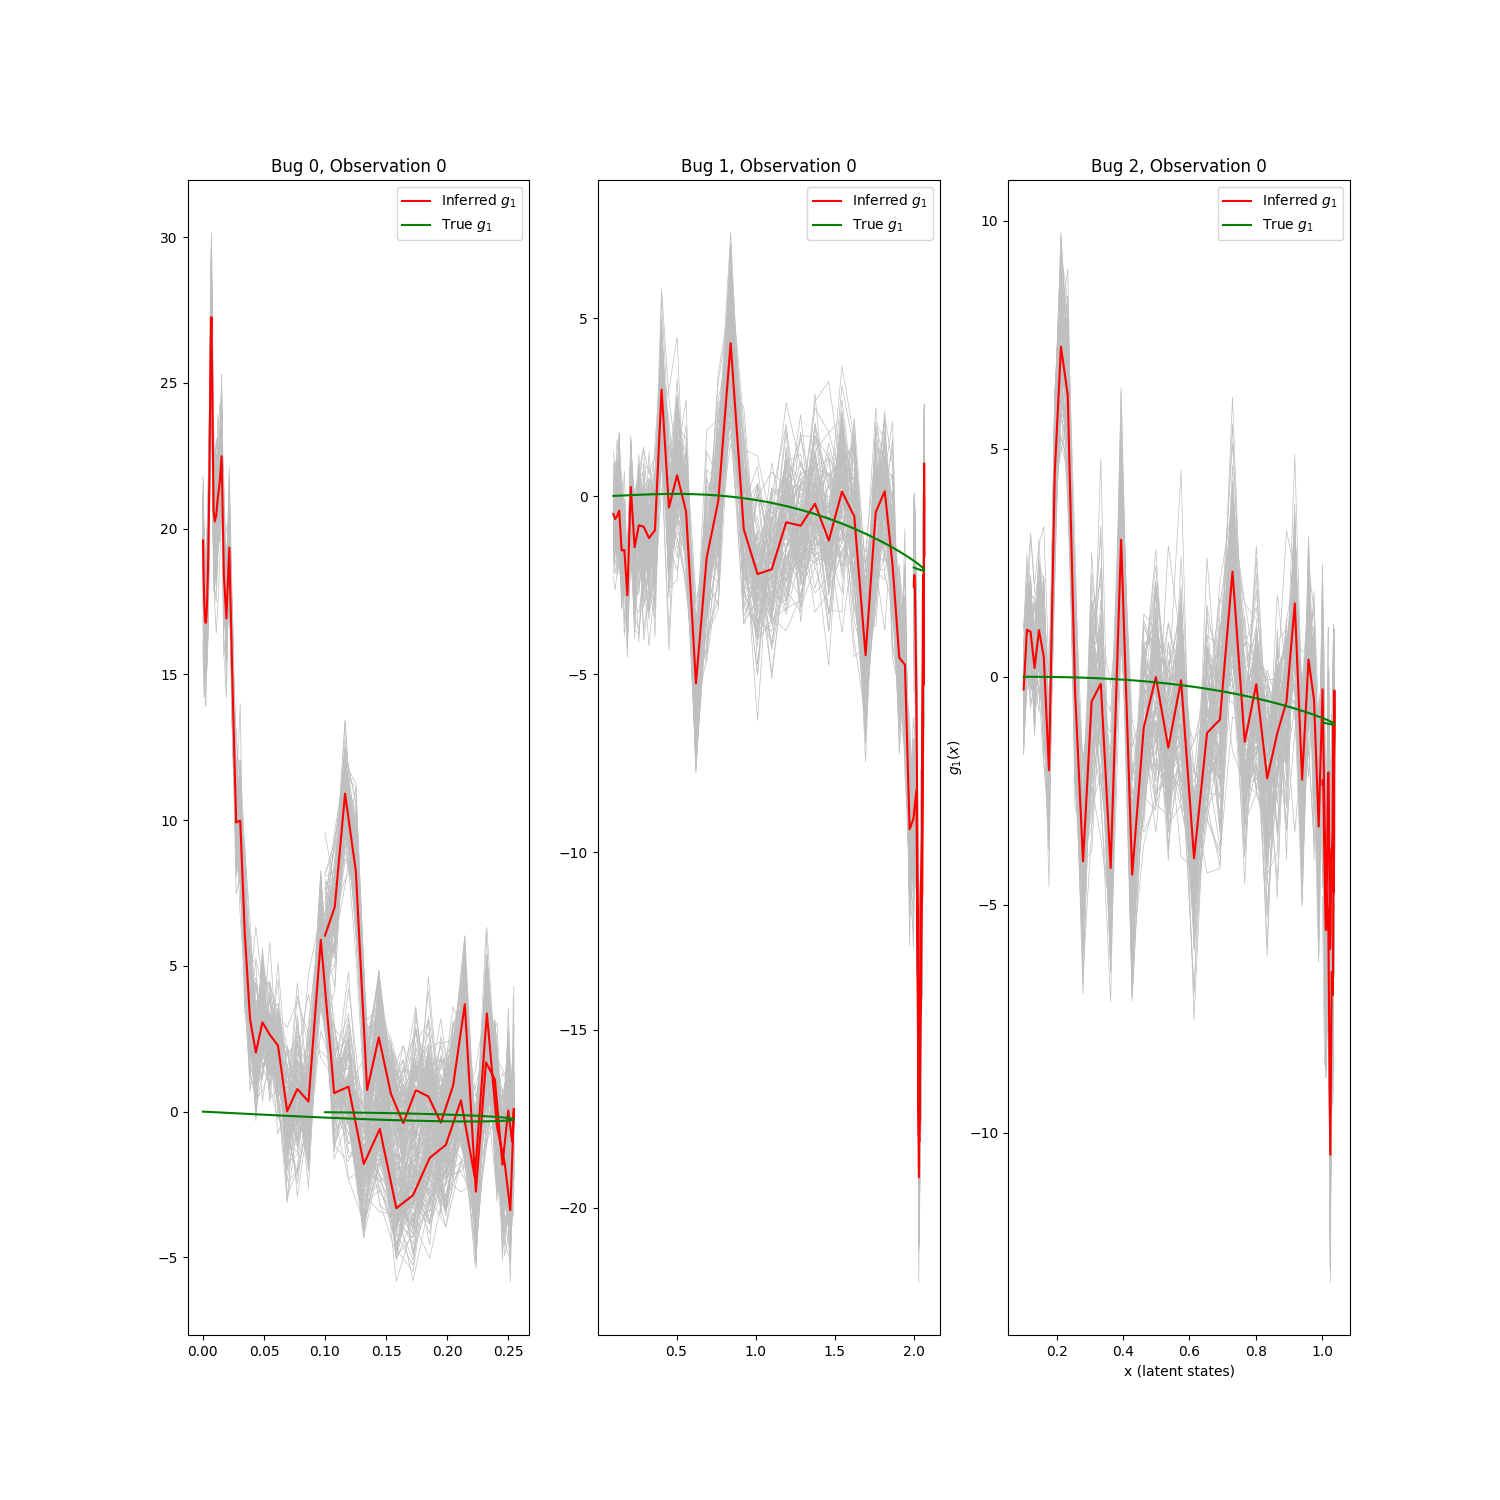 Bug 0, Observation 0
Inferred g₁
True g₁
30
25
20
15
10
5
0
−5
0.00 0.05 0.10 0.15 0.20 0.25
Bug 1, Observation 0
Inferred g₁
True g₁
5
0
−5
−10
−15
−20
0.5 1.0 1.5 2.0
Bug 2, Observation 0
Inferred g₁
True g₁
g₁(x)
10
5
0
−5
−10
0.2 0.4 0.6 0.8 1.0
x (latent states)